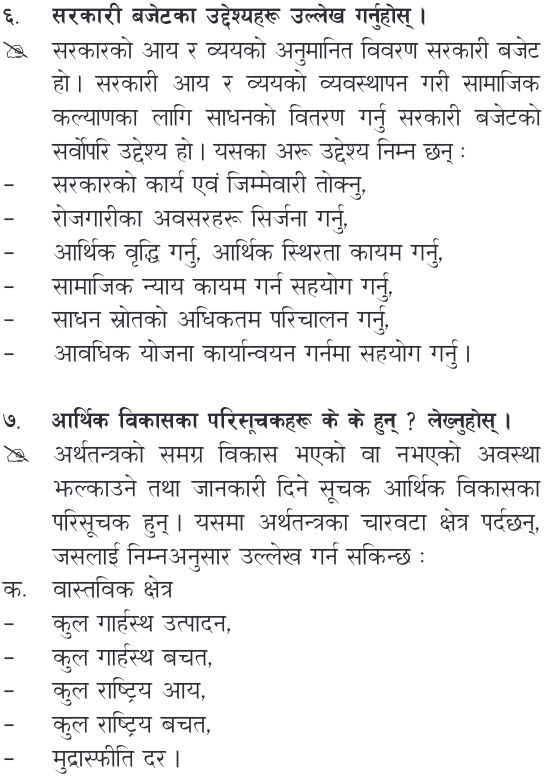 ६. सरकारी बजेटका उद्देश्यहरू उल्लेख गर्नुहोस् ।
सरकारको आय र व्ययको अनुमानित विवरण सरकारी बजेट
हो । सरकारी आय र व्ययको व्यवस्थापन गरी सामाजिक
कल्याणका लागि साधनको वितरण गर्नु सरकारी बजेटको
सर्वोपरि उद्देश्य हो । यसका अरू उद्देश्य निम्न छन् :
– सरकारको कार्य एवं जिम्मेवारी तोक्नु,
– रोजगारीका अवसरहरू सिर्जना गर्नु,
– आर्थिक वृद्धि गर्नु, आर्थिक स्थिरता कायम गर्नु,
– सामाजिक न्याय कायम गर्न सहयोग गर्नु,
– साधन स्रोतको अधिकतम परिचालन गर्नु,
– आवधिक योजना कार्यान्वयन गर्नमा सहयोग गर्नु ।
७. आर्थिक विकासका परिसूचकहरू के के हुन् ? लेख्नुहोस् ।
अर्थतन्त्रको समग्र विकास भएको वा नभएको अवस्था
झल्काउने तथा जानकारी दिने सूचक आर्थिक विकासका
परिसूचक हुन् । यसमा अर्थतन्त्रका चारवटा क्षेत्र पर्दछन्,
जसलाई निम्नअनुसार उल्लेख गर्न सकिन्छ :
क. वास्तविक क्षेत्र
– कुल गार्हस्थ उत्पादन,
– कुल गार्हस्थ बचत,
– कुल राष्ट्रिय आय,
– कुल राष्ट्रिय बचत,
– मुद्रास्फीति दर ।